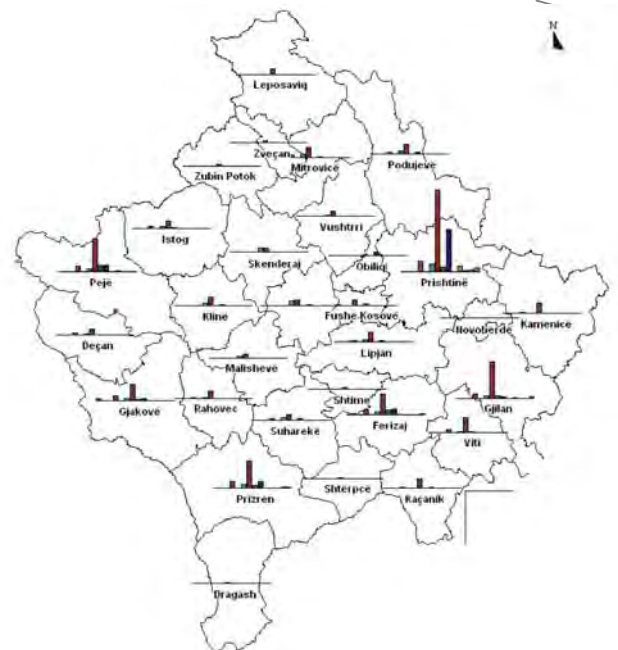 N
Leposaviq
Zveçan
Mitrovicë
Podujevë
Zubin Potok
Vushtrri
Istog
Skenderaj
Obiliq
Pejë
Prishtinë
Klinë
Fushe Kosovë
Novobërdë
Kamenicë
Deçan
Lipjan
Malishevë
Shtime
Gjakovë
Rahovec
Gjilan
Suharekë
Ferizaj
Viti
Prizren
Shtërpcë
Kaçanik
Dragash